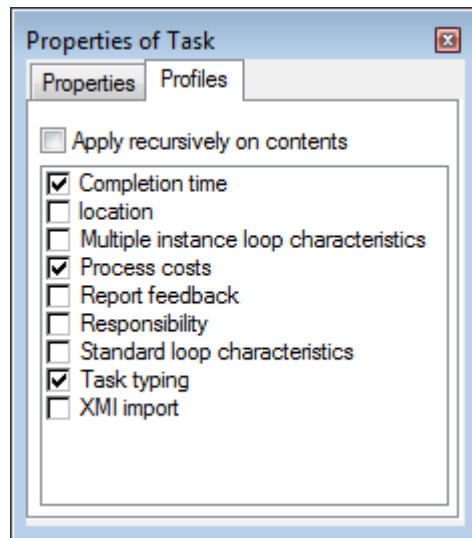 Properties of Task
Properties Profiles
Apply recursively on contents
Completion time
location
Multiple instance loop characteristics
Process costs
Report feedback
Responsibility
Standard loop characteristics
Task typing
XMI import